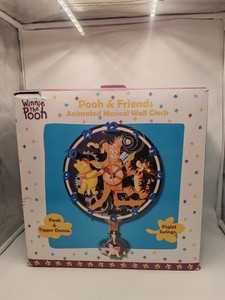 Winnie
the
Pooh
Pooh & Friends
Animated Musical Wall Clock
Pooh
&
Tigger Dance.
Piglet
Swings.